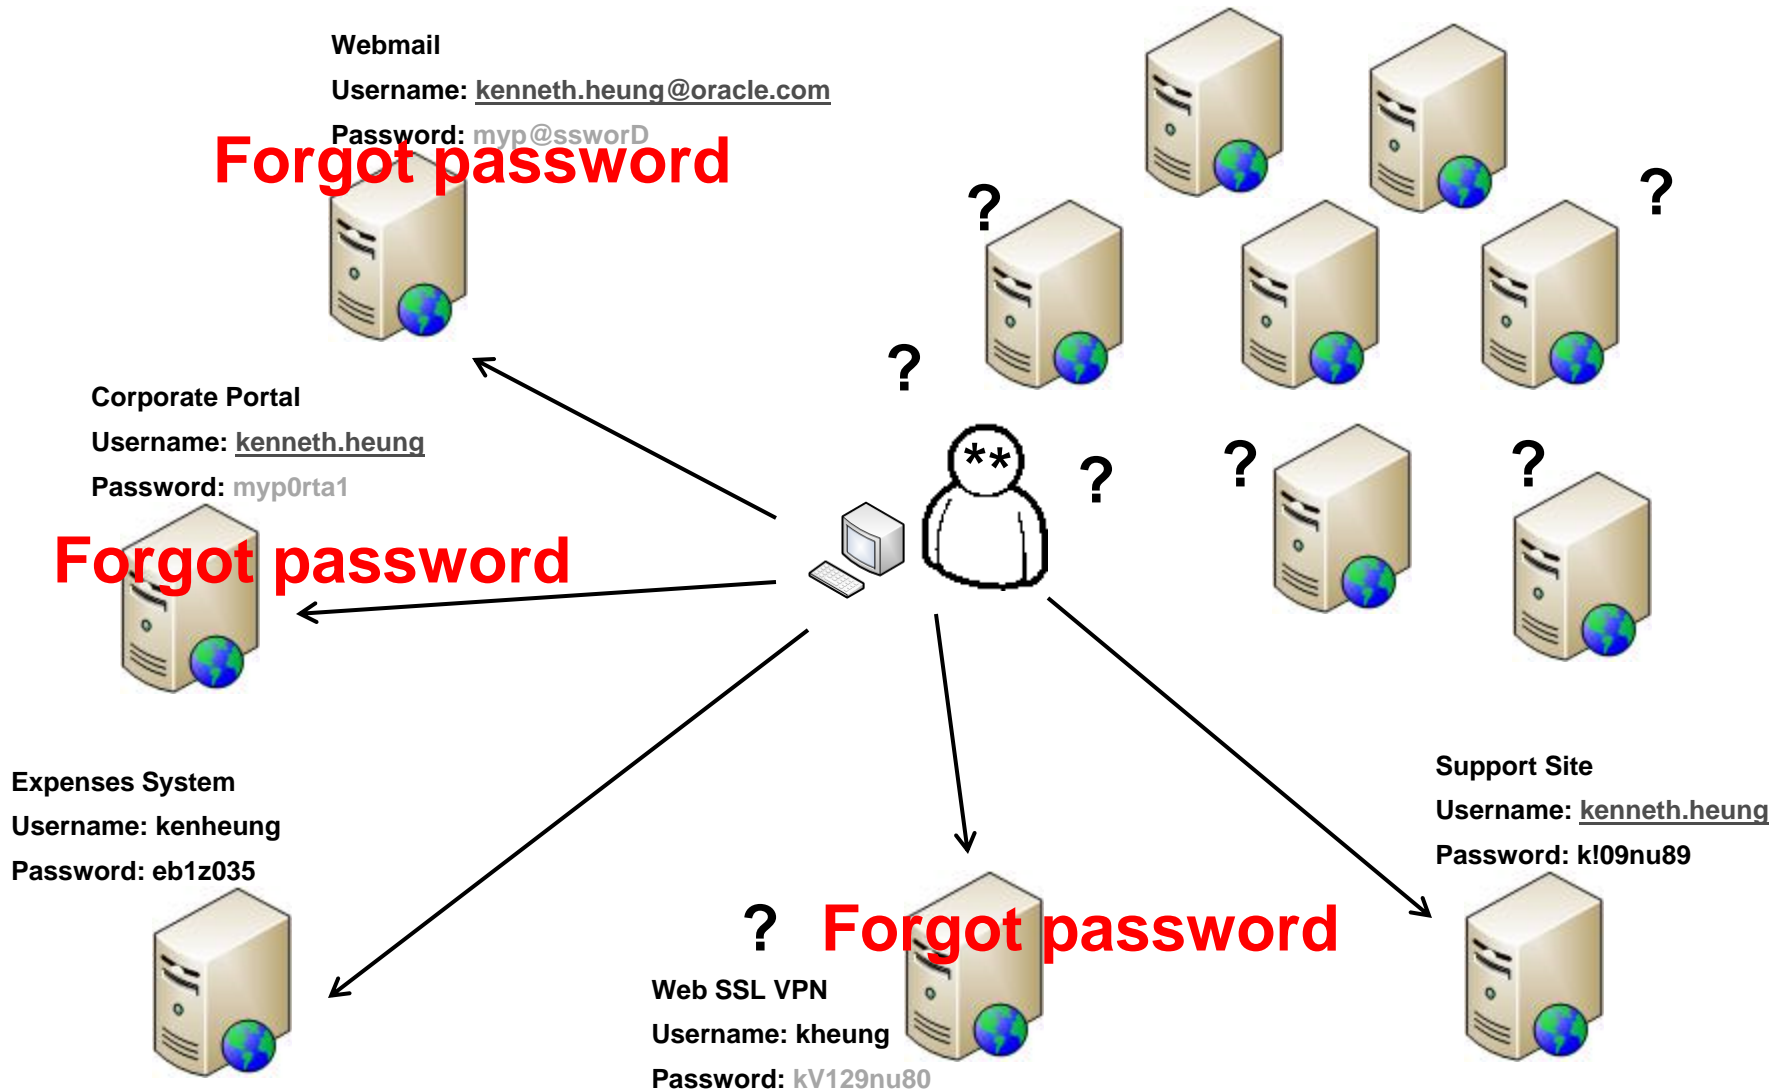 Webmail
Username: kenneth.heung@oracle.com
Password: myp@ssworD
Forgot password
?
?
?
Corporate Portal
Username: kenneth.heung
Password: myp0rta1
Forgot password
**
?
?
?
Expenses System
Username: kenheung
Password: eb1z035
Support Site
Username: kenneth.heung
Password: k!09nu89
?
Forgot password
Web SSL VPN
Username: kheung
Password: kV129nu80